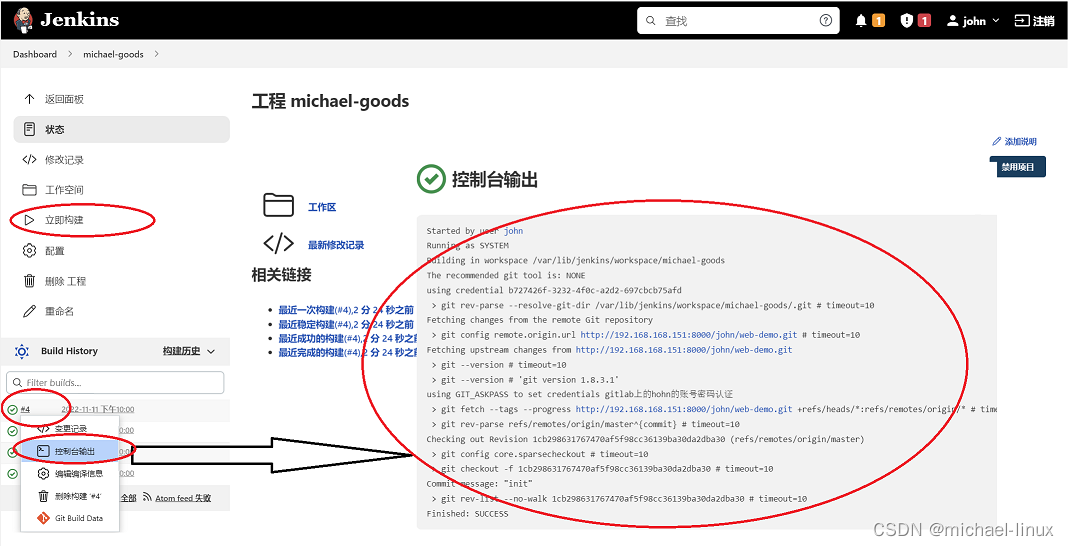 Jenkins
查找
1
1
john
注销
Dashboard
michael-goods
返回面板
状态
修改记录
工作空间
立即构建
配置
删除 工程
重命名
Build History
构建历史
Filter builds...
#4
2022-11-11 下午10:00
变更记录
:00
控制台输出
:00
编辑编译信息
:00
删除构建 '#4'
全部
Atom feed 失败
Git Build Data
工程 michael-goods
添加说明
禁用项目
工作区
最新修改记录
相关链接
最近一次构建(#4),2 分 24 秒之前
最近稳定构建(#4),2 分 24 秒之前
最近成功的构建(#4),2 分 24 秒之前
最近完成的构建(#4),2 分 24 秒之前
控制台输出
Started by user john
Running as SYSTEM
Building in workspace /var/lib/jenkins/workspace/michael-goods
The recommended git tool is: NONE
using credential b727426f-3232-4f0c-a2d2-697cbcb75afd
> git rev-parse --resolve-git-dir /var/lib/jenkins/workspace/michael-goods/.git # timeout=10
Fetching changes from the remote Git repository
> git config remote.origin.url http://192.168.168.151:8000/john/web-demo.git # timeout=10
Fetching upstream changes from http://192.168.168.151:8000/john/web-demo.git
> git --version # timeout=10
> git --version # 'git version 1.8.3.1'
using GIT_ASKPASS to set credentials gitlab上的hohn的账号密码认证
> git fetch --tags --progress http://192.168.168.151:8000/john/web-demo.git +refs/heads/*:refs/remotes/origin/* # time
> git rev-parse refs/remotes/origin/master^{commit} # timeout=10
Checking out Revision 1cb298631767470af5f98cc36139ba30da2dba30 (refs/remotes/origin/master)
> git config core.sparsecheckout # timeout=10
> git checkout -f 1cb298631767470af5f98cc36139ba30da2dba30 # timeout=10
Commit message: "init"
> git rev-list --no-walk 1cb298631767470af5f98cc36139ba30da2dba30 # timeout=10
Finished: SUCCESS
CSDN @michael-linux